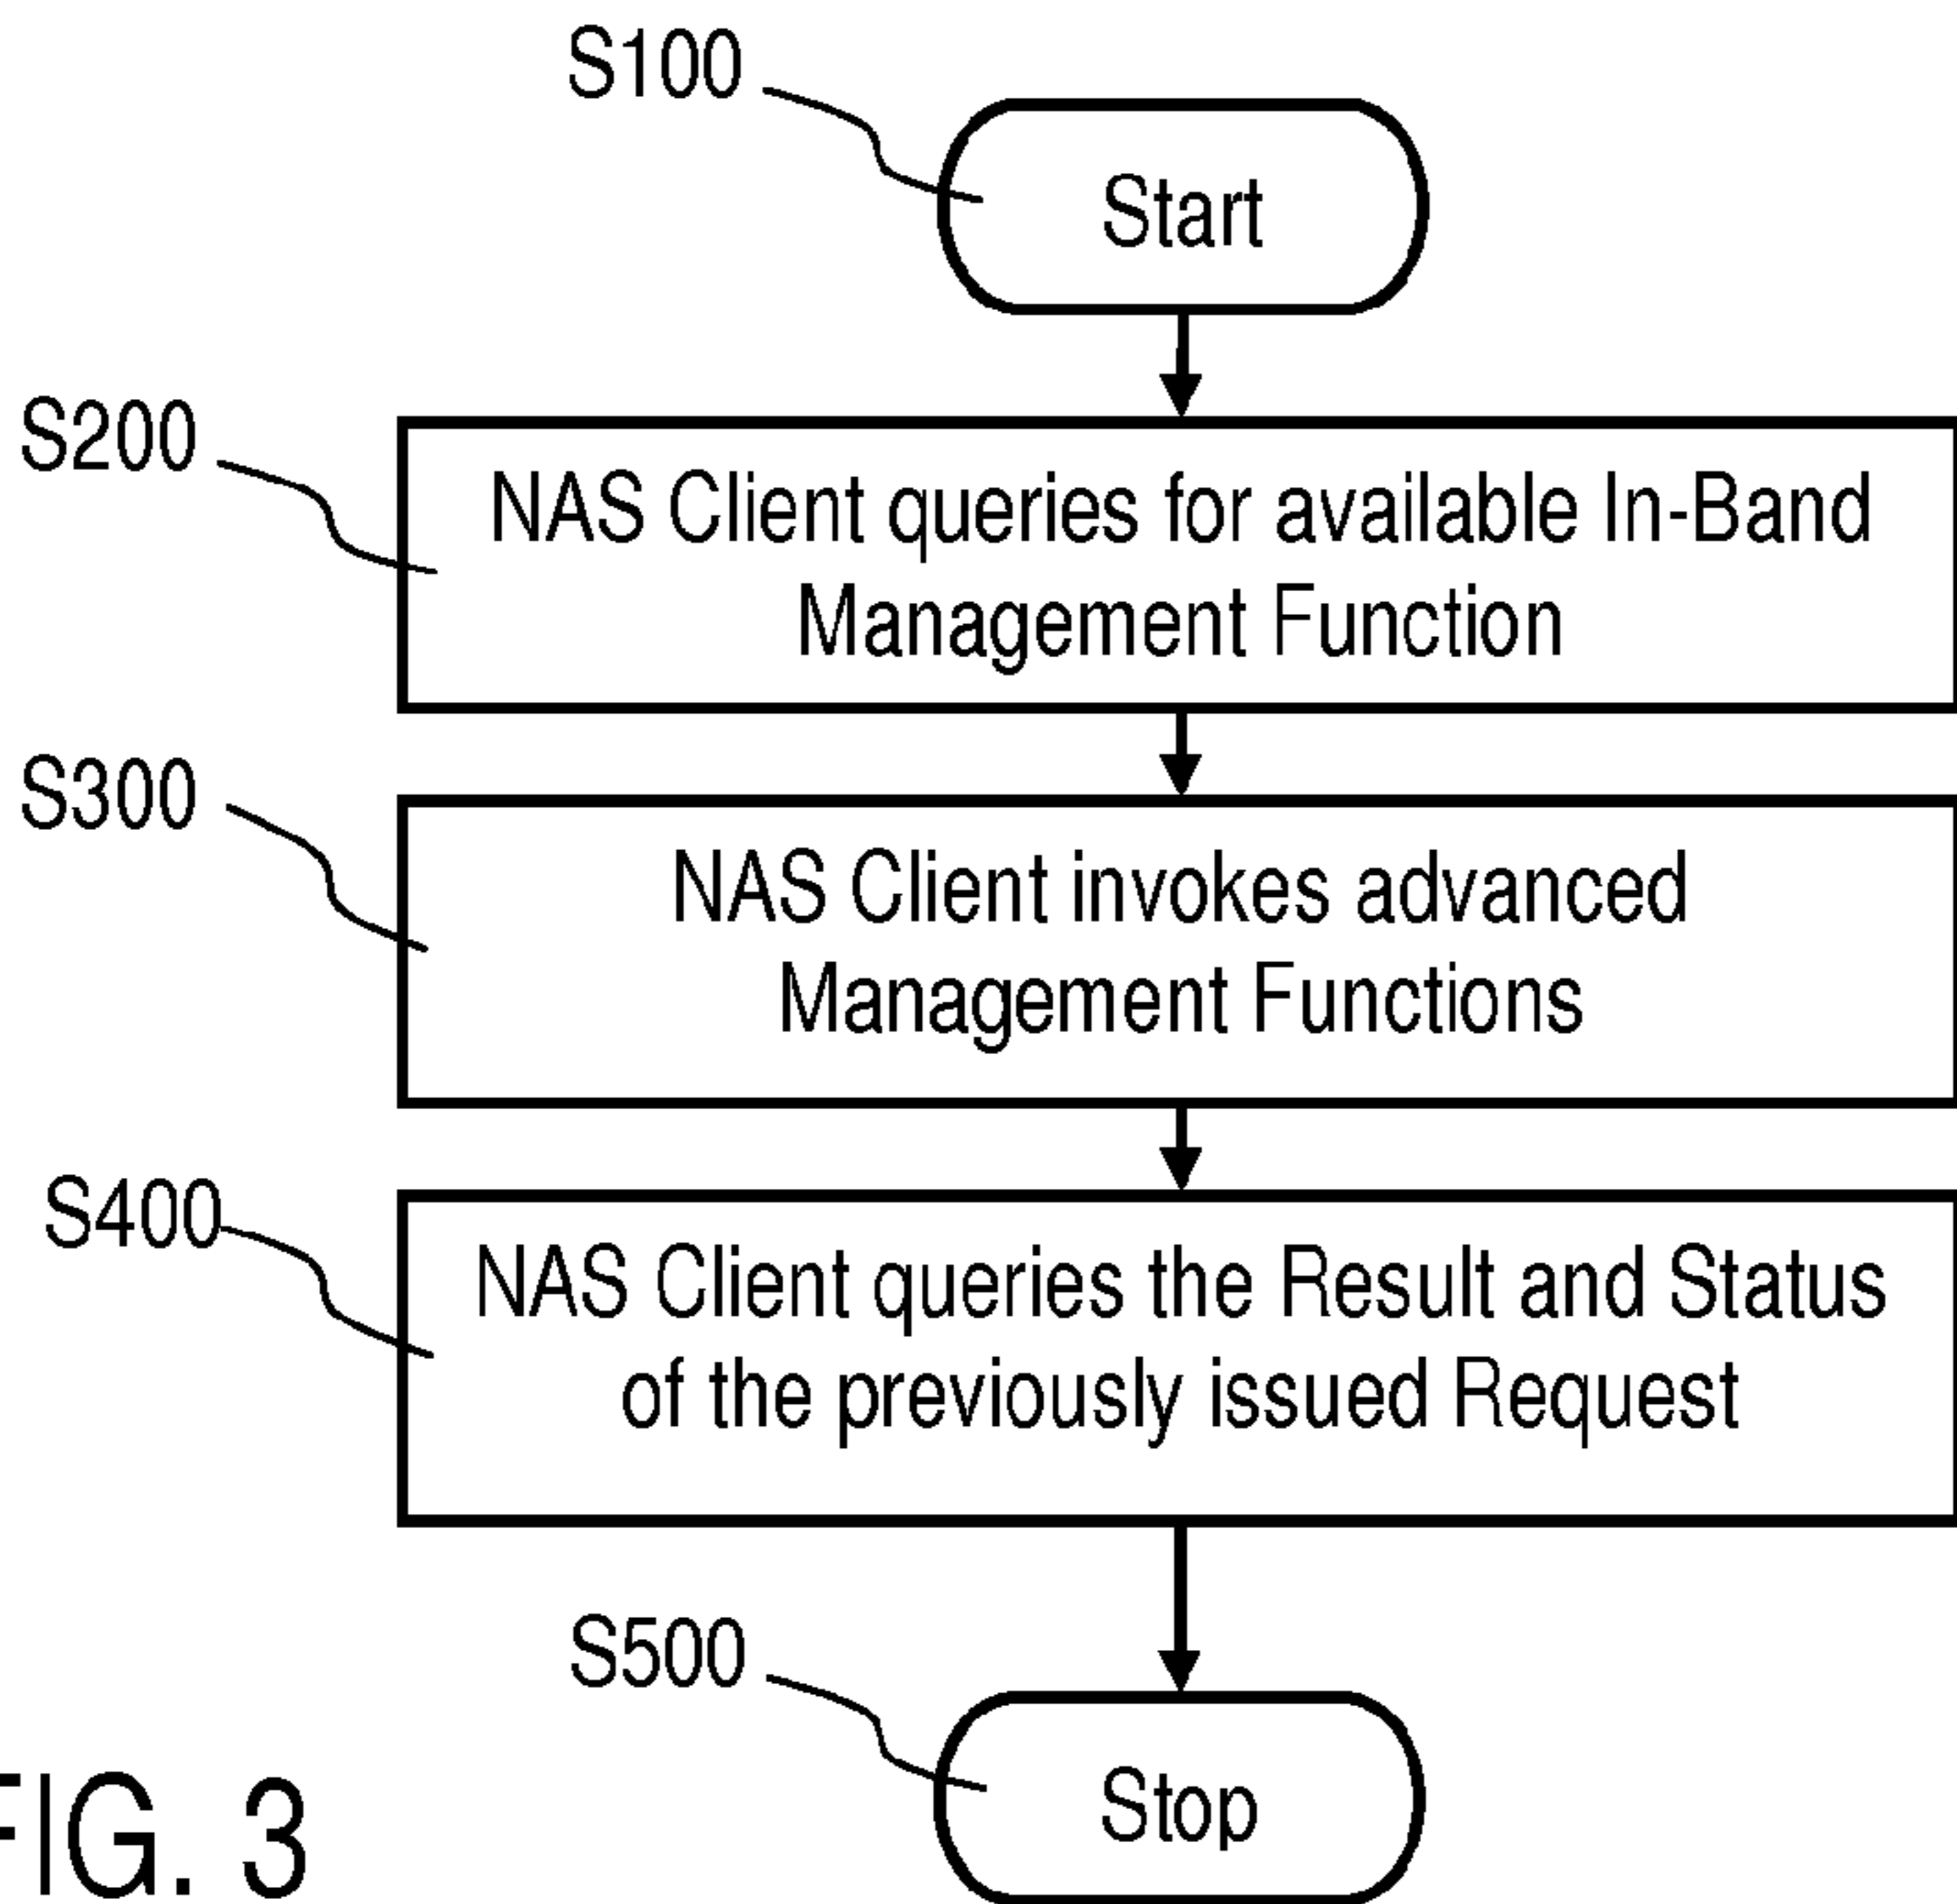 S100
Start
S200
NAS Client queries for available In-Band
Management Function
S300
NAS Client invokes advanced
Management Functions
S400
NAS Client queries the Result and Status
of the previously issued Request
S500
Stop
FIG. 3